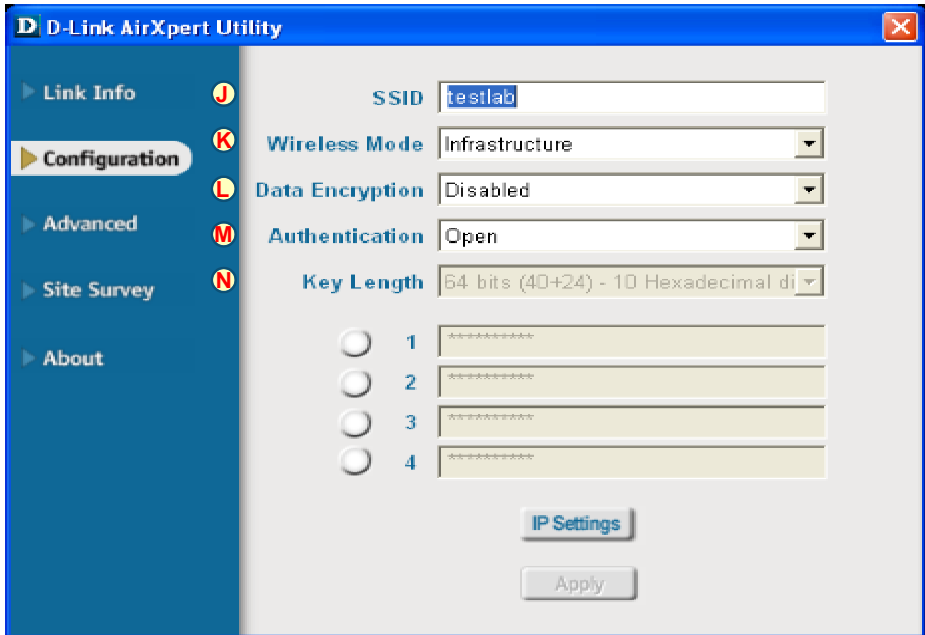 D D-Link AirXpert Utility
Link Info
Configuration
Advanced
Site Survey
About
J SSID testlab
K Wireless Mode Infrastructure
L Data Encryption Disabled
M Authentication Open
N Key Length 64 bits (40+24) - 10 Hexadecimal di
1 **********
2 **********
3 **********
4 **********
IP Settings
Apply